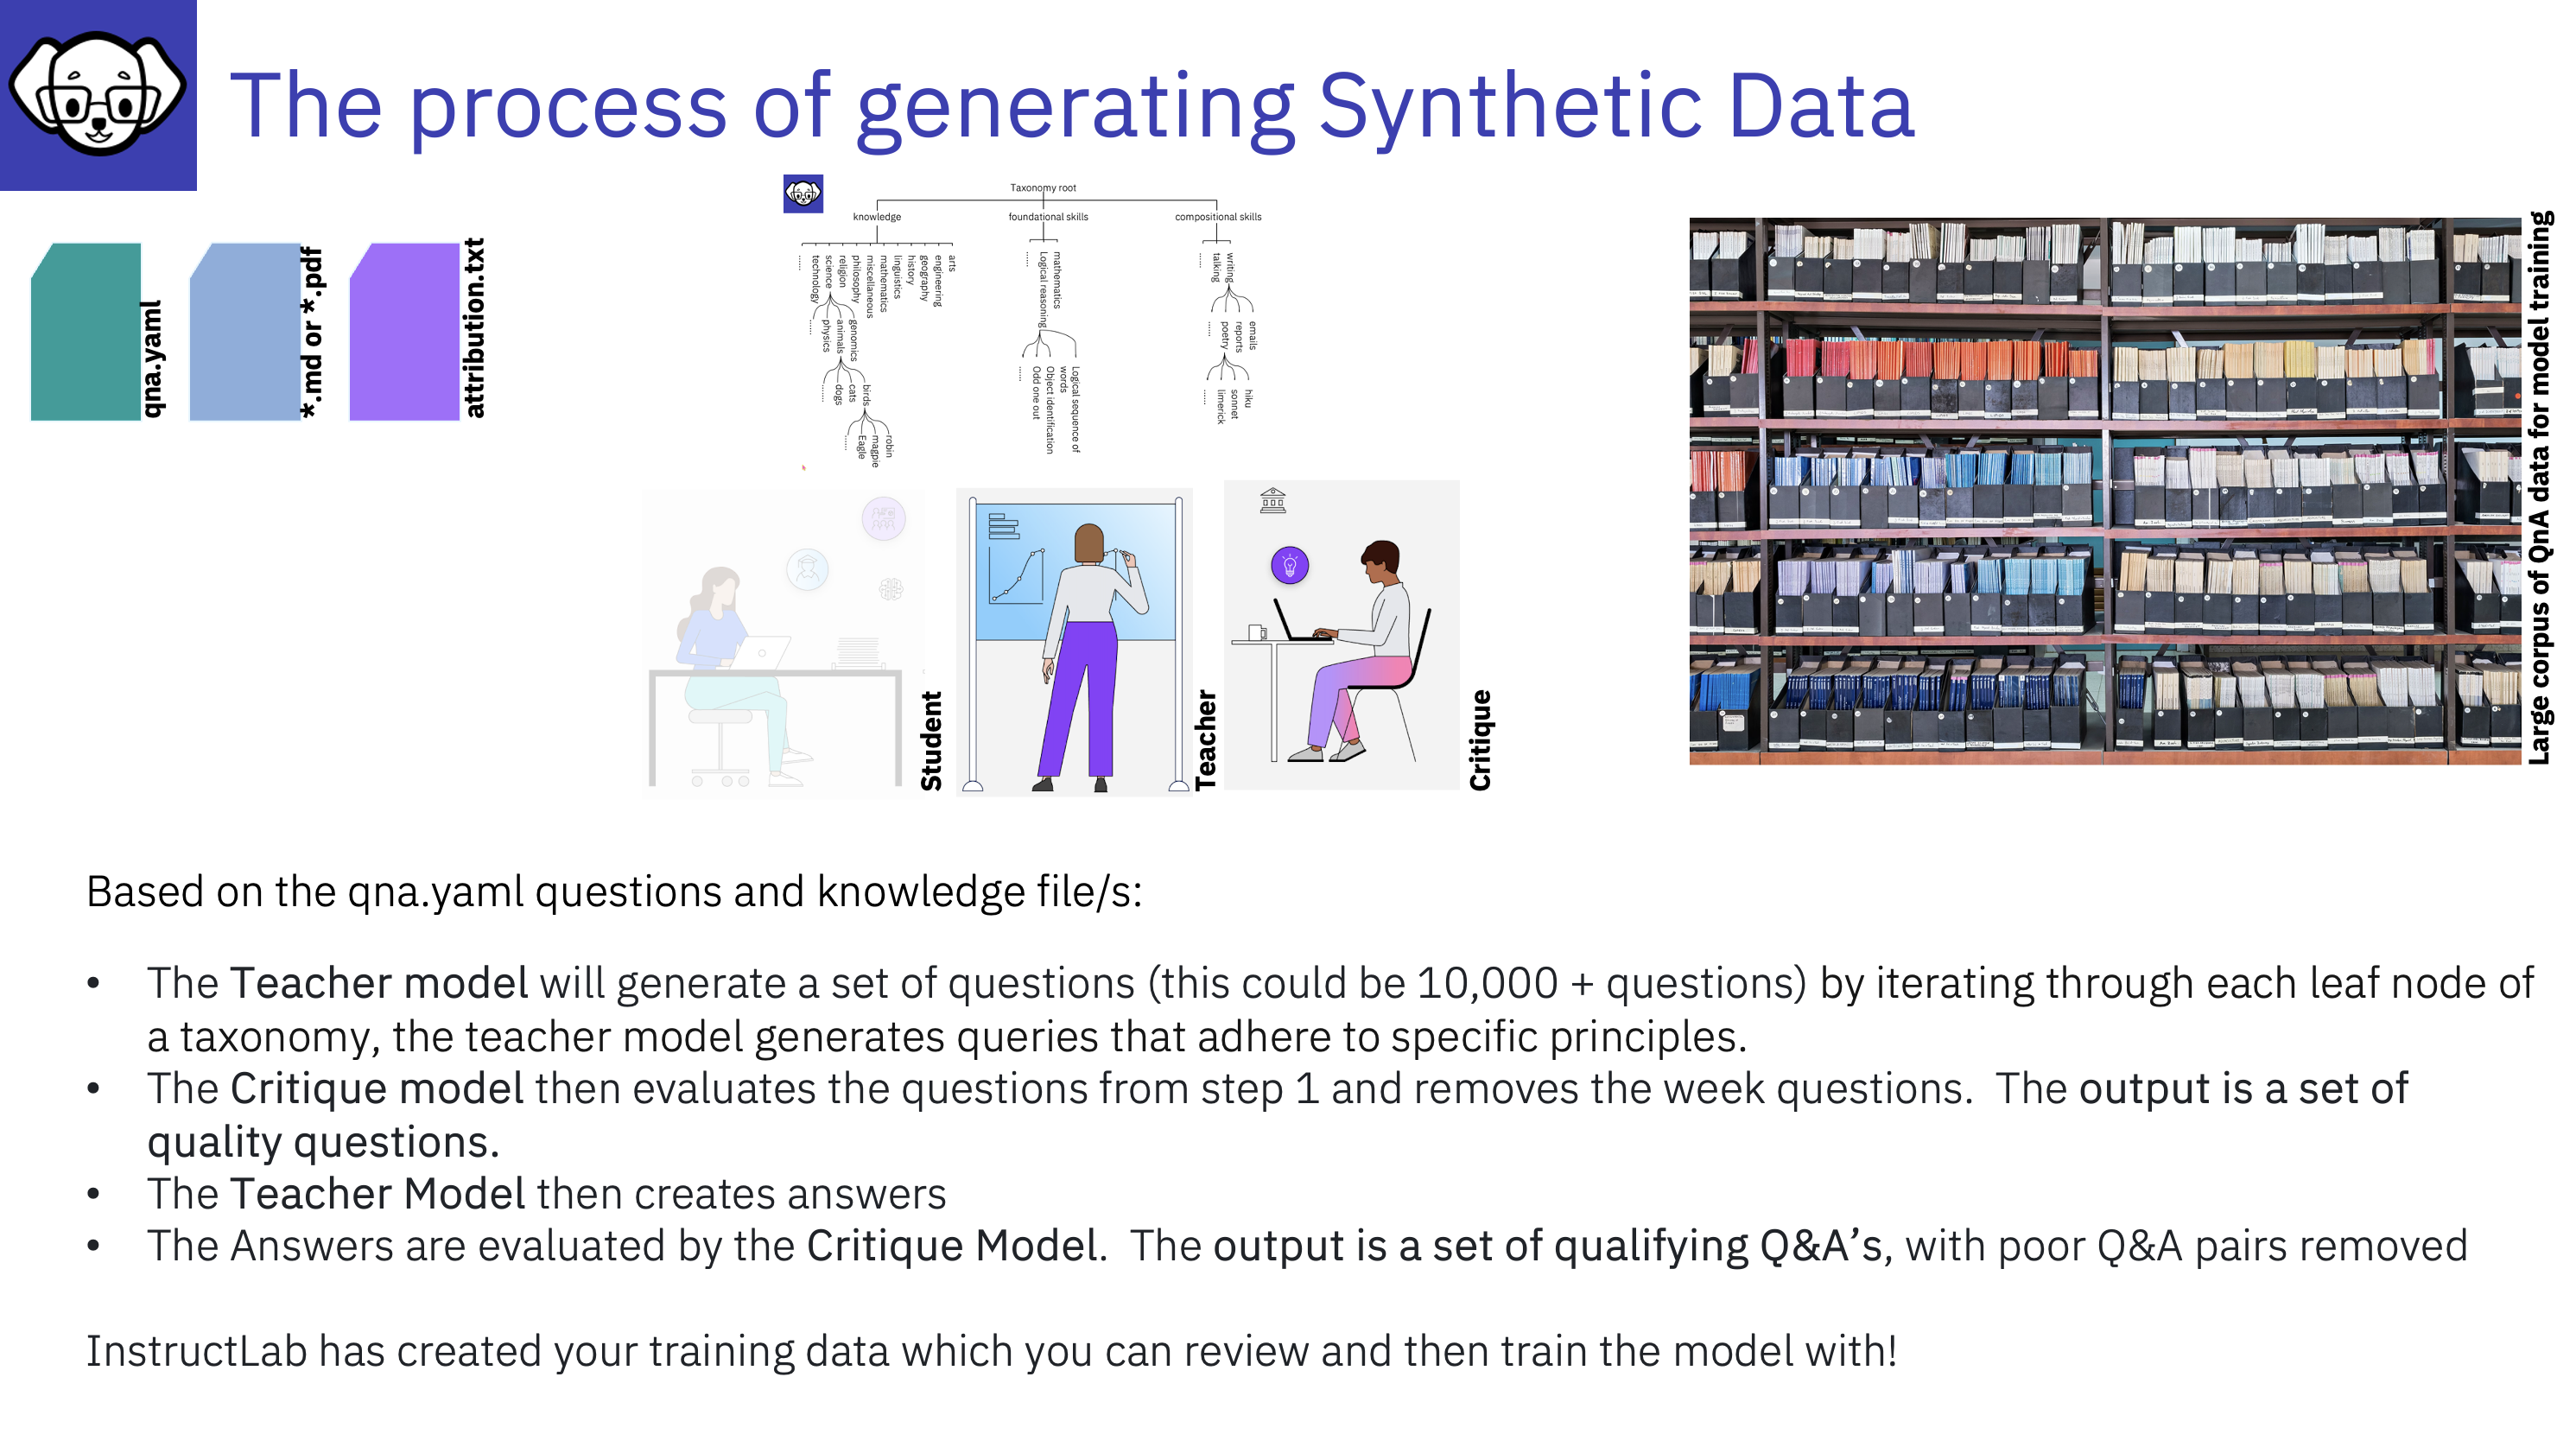 The process of generating Synthetic Data
qna.yaml
*.md or *.pdf
attribution.txt
Taxonomy root
knowledge
foundational skills
compositional skills
arts
engineering
geography
history
linguistics
mathematics
miscellaneous
philosophy
religion
science
technology
......
genomics
animals
physics
......
birds
cats
dogs
......
robin
magpie
Eagle
......
mathematics
Logical reasoning
......
Logical sequence of
words
Object identification
Odd one out
......
writing
talking
......
emails
reports
poetry
......
hiku
sonnet
limerick
......
Student
Teacher
Critique
Large corpus of QnA data for model training
Based on the qna.yaml questions and knowledge file/s:
• The Teacher model will generate a set of questions (this could be 10,000 + questions) by iterating through each leaf node of
a taxonomy, the teacher model generates queries that adhere to specific principles.
• The Critique model then evaluates the questions from step 1 and removes the week questions.  The output is a set of
quality questions.
• The Teacher Model then creates answers
• The Answers are evaluated by the Critique Model.  The output is a set of qualifying Q&A’s, with poor Q&A pairs removed
InstructLab has created your training data which you can review and then train the model with!